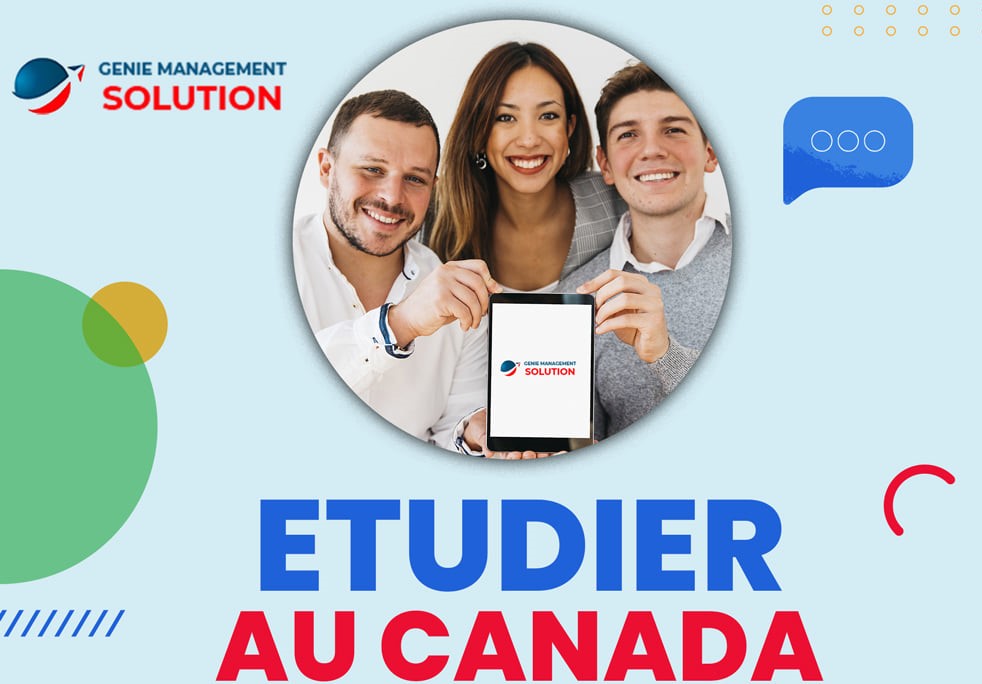 GENIE MANAGEMENT
SOLUTION
GENIE MANAGEMENT
SOLUTION
ETUDIER
AU CANADA